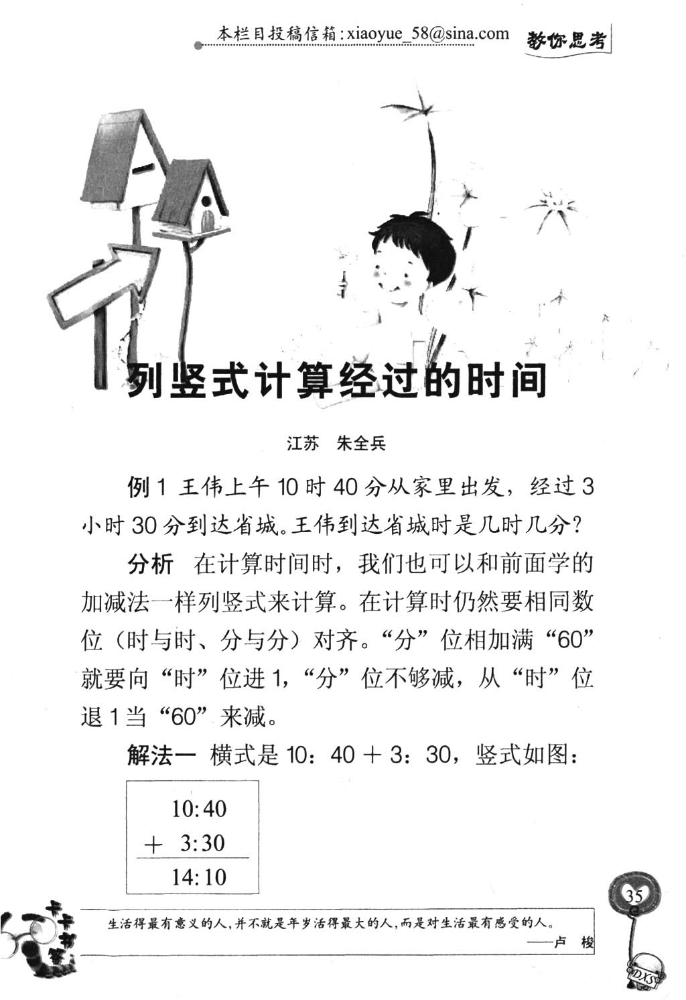 本栏目投稿信箱:xiaoyue_58@sina.com
教你思考
列竖式计算经过的时间
江苏 朱全兵
例1 王伟上午10时40分从家里出发，经过3
小时30分到达省城。王伟到达省城时是几时几分？
分析 在计算时间时，我们也可以和前面学的
加减法一样列竖式来计算。在计算时仍然要相同数
位（时与时、分与分）对齐。“分”位相加满“60”
就要向“时”位进1，“分”位不够减，从“时”位
退1当“60”来减。
解法一 横式是10：40＋3：30，竖式如图：
10:40
＋ 3:30
14:10
35
卡卡书签
生活得最有意义的人,并不就是年岁活得最大的人,而是对生活最有感受的人。
——卢 梭
DXS